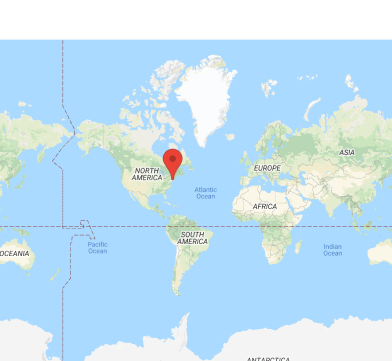 ASIA
EUROPE
NORTH
AMERICA
Atlantic
Ocean
AFRICA
SOUTH
AMERICA
Pacific
Ocean
Indian
Ocean
OCEANIA
ANTARCTICA